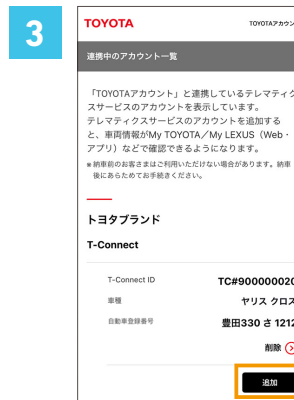 3
TOYOTA
TOYOTAアカウン
連携中のアカウント一覧
「TOYOTAアカウント」と連携しているテレマティク
スサービスのアカウントを表示しています。
テレマティクスサービスのアカウントを追加する
と、車両情報がMy TOYOTA／My LEXUS（Web・
アプリ）などで確認できるようになります。
※納車前のお客さまはご利用いただけない場合があります。納車
後にあらためてお手続きください。
トヨタブランド
T-Connect
T-Connect ID
TC#900000020
車種
ヤリス クロス
自動車登録番号
豊田330 さ 1212
削除
追加